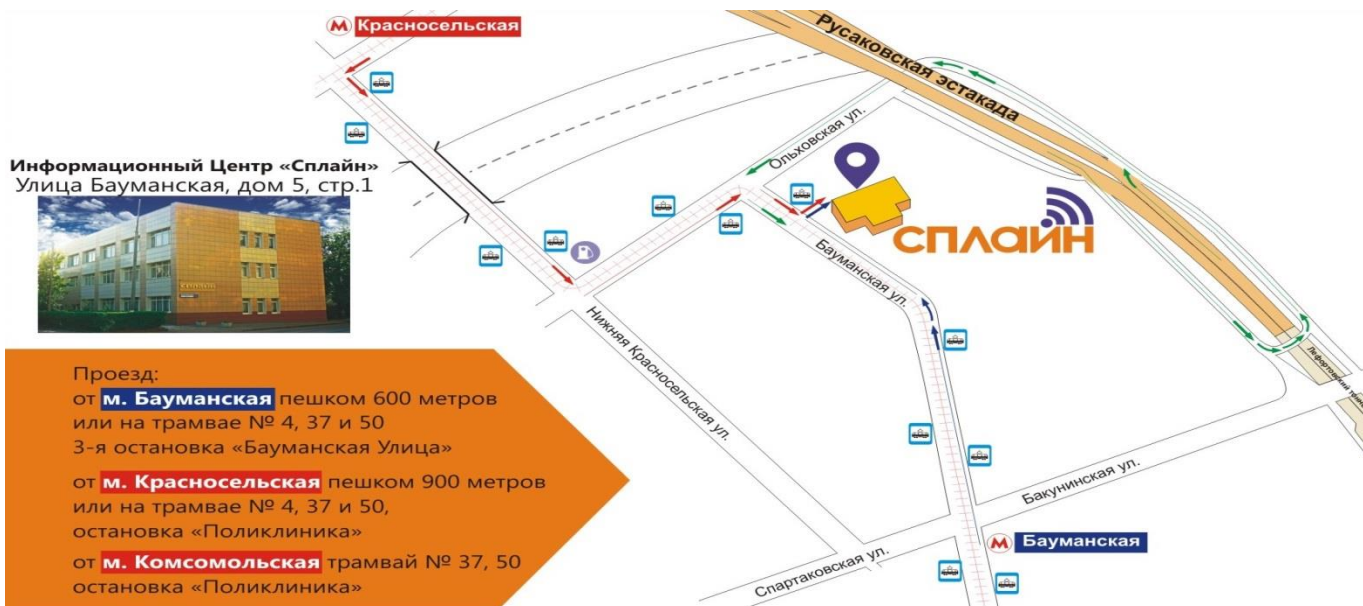 М Красносельская
Русаковская эстакада
Ольховская ул.
Информационный Центр «Сплайн»
Улица Бауманская, дом 5, стр.1
сплайн
Бауманская ул.
Нижняя Красносельская ул.
Лефортовский
Проезд:
от м. Бауманская пешком 600 метров
или на трамвае № 4, 37 и 50
3-я остановка «Бауманская Улица»
от м. Красносельская пешком 900 метров
или на трамвае № 4, 37 и 50,
остановка «Поликлиника»
от м. Комсомольская трамвай № 37, 50
остановка «Поликлиника»
Бакунинская ул.
М Бауманская
Спартаковская ул.